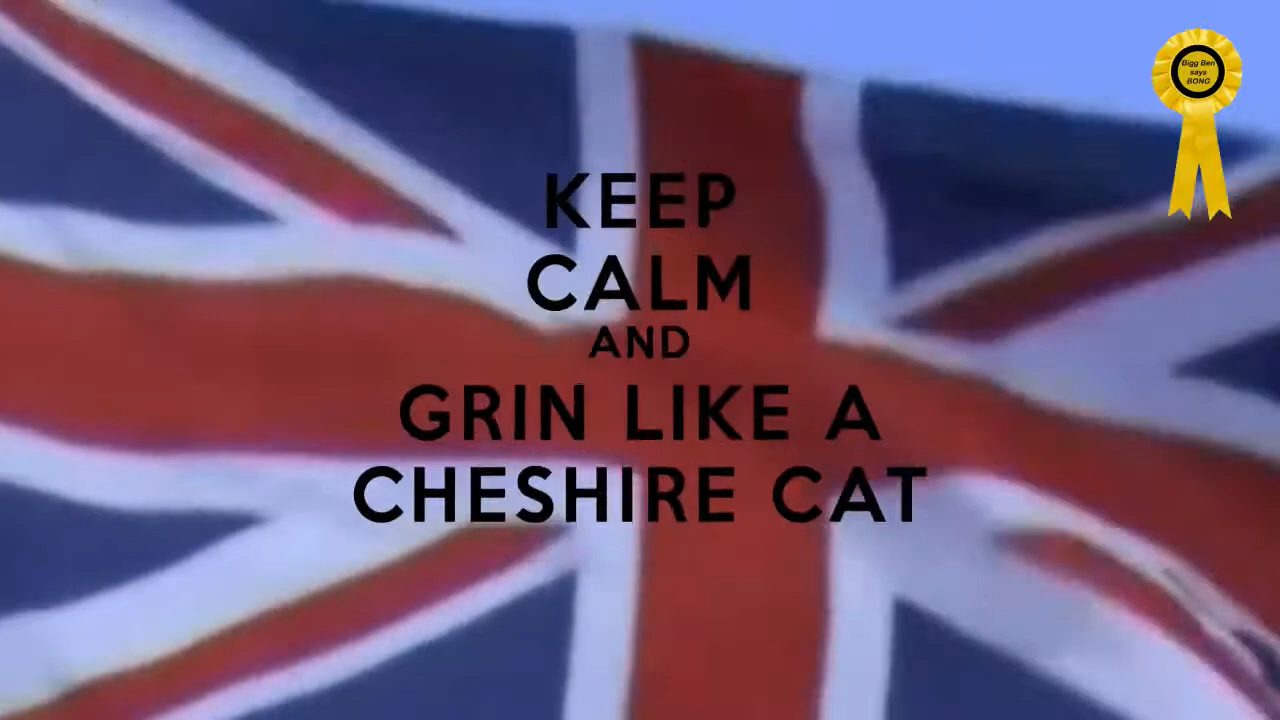 Bigg Ben
says
BONG
KEEP
CALM
AND
GRIN LIKE A
CHESHIRE CAT